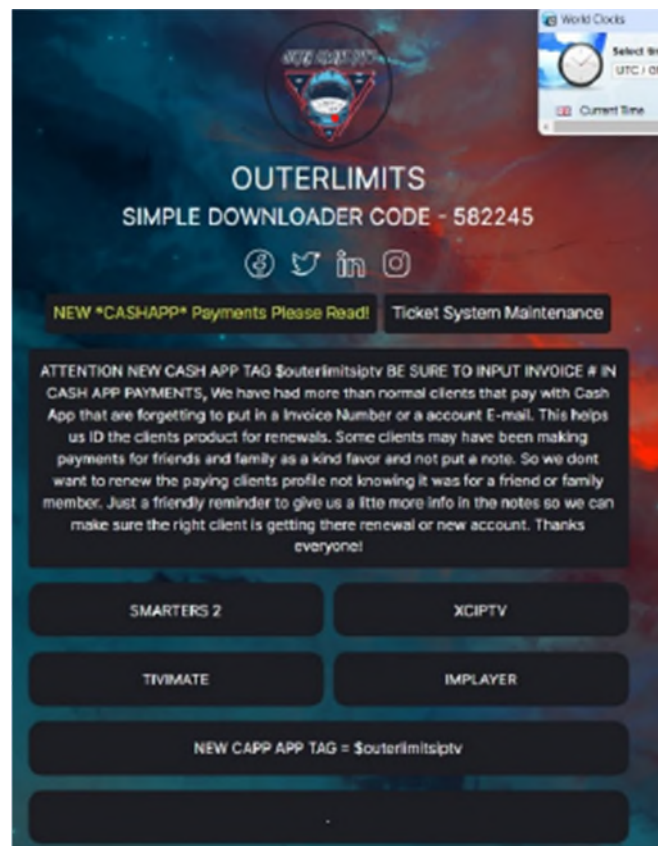 World Clocks
Select
UTC / G
Current Time
OUTERLIMITS
SIMPLE DOWNLOADER CODE - 582245
NEW *CASHAPP* Payments Please Read!
Ticket System Maintenance
ATTENTION NEW CASH APP TAG $outerlimitsiptv BE SURE TO INPUT INVOICE # IN
CASH APP PAYMENTS, We have had more than normal clients that pay with Cash
App that are forgetting to put in a Invoice Number or a account E-mail. This helps
us ID the clients product for renewals. Some clients may have been making
payments for friends and family as a kind favor and not put a note. So we dont
want to renew the paying clients profile not knowing it was for a friend or family
member. Just a friendly reminder to give us a litte more info in the notes so we can
make sure the right client is getting there renewal or new account. Thanks
everyone!
SMARTERS 2
XCIPTV
TIVIMATE
IMPLAYER
NEW CAPP APP TAG = $outerlimitsiptv
.